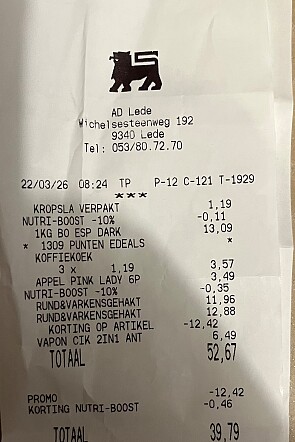 AD Lede
Wichelsesteenweg 192
9340 Lede
Tel: 053/80.72.70
22/03/26 08:24 TP P-12 C-121 T-1929
***
KROPSLA VERPAKT 1,19
NUTRI-BOOST -10% -0,11
1KG BO ESP DARK 13,09
* 1309 PUNTEN EDEALS *
KOFFIEKOEK
3 x 1,19 3,57
APPEL PINK LADY 6P 3,49
NUTRI-BOOST -10% -0,35
RUND&VARKENSGEHAKT 11,96
RUND&VARKENSGEHAKT 12,88
KORTING OP ARTIKEL -12,42
VAPON CIK 2IN1 ANT 6,49
TOTAAL 52,67
PROMO -12,42
KORTING NUTRI-BOOST -0,46
TOTAAL 39,79